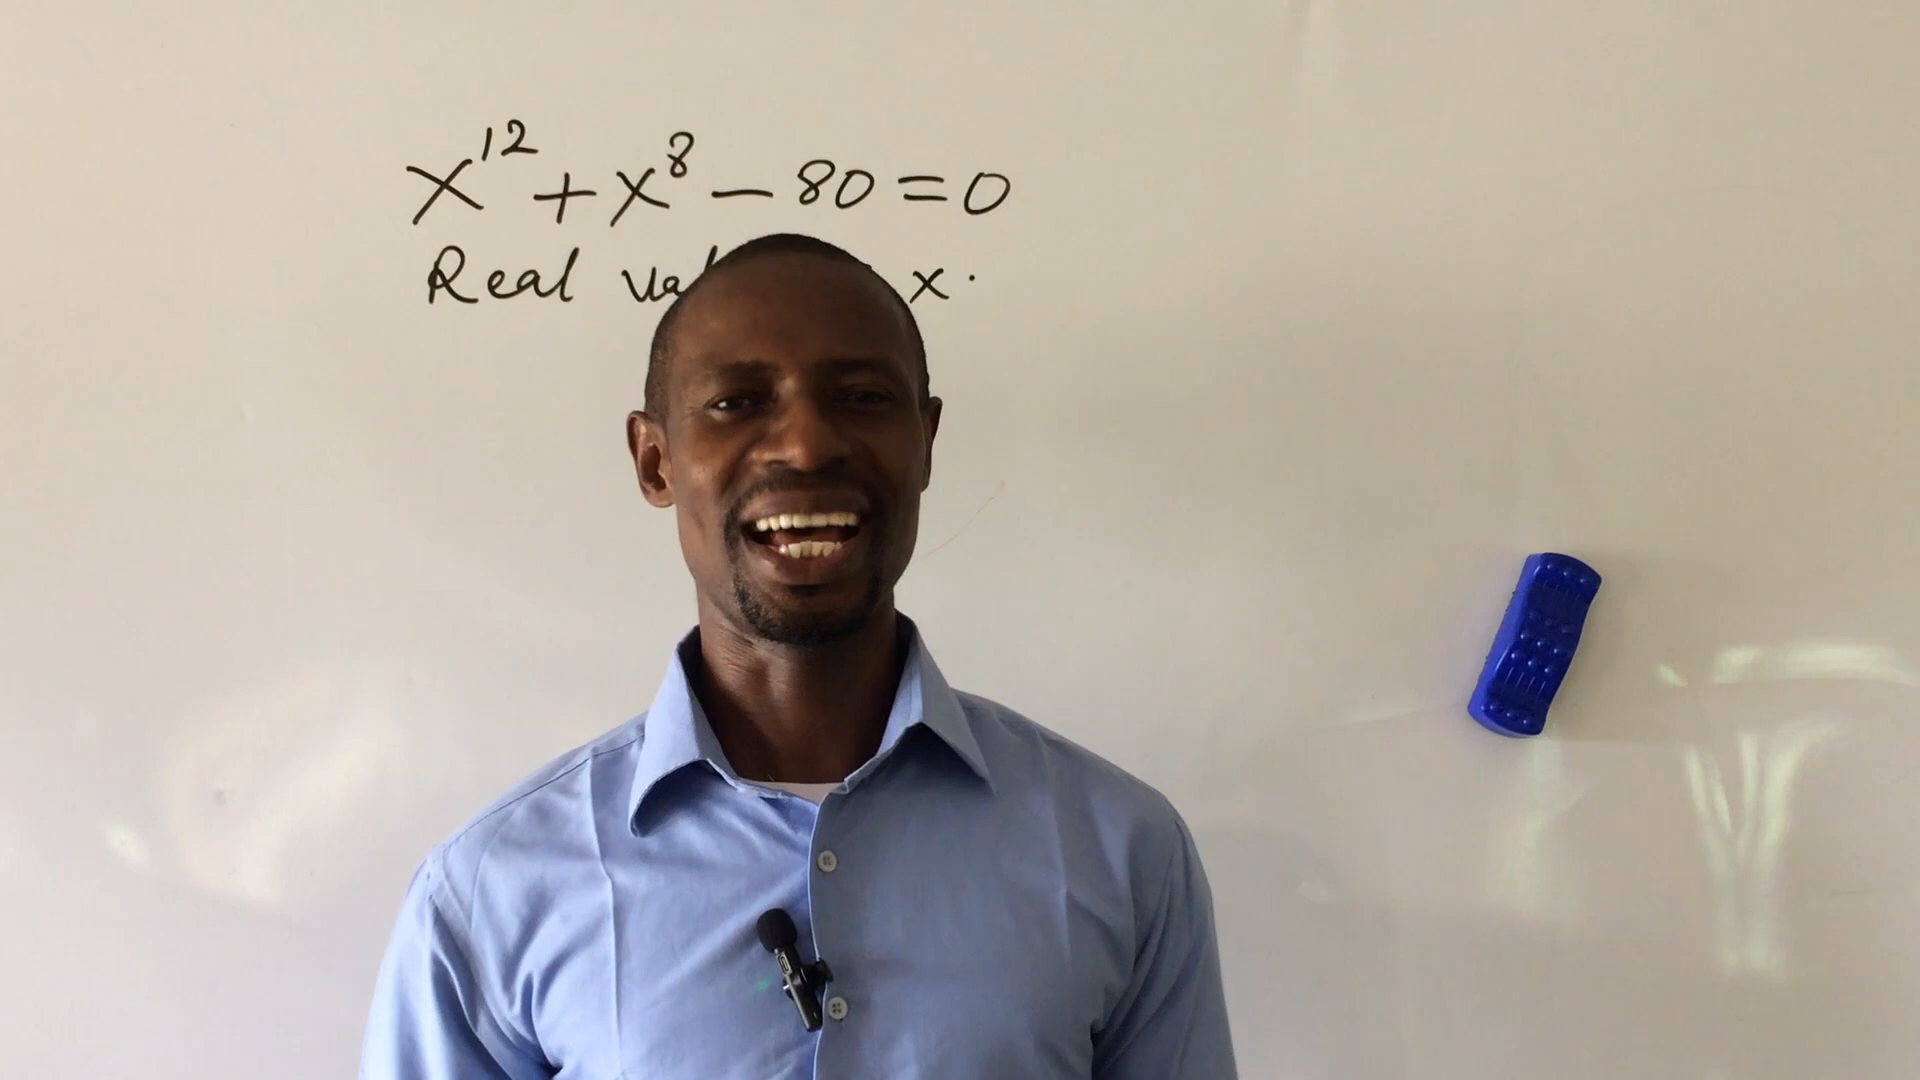 x¹² + x⁸ - 80 = 0
Real x.